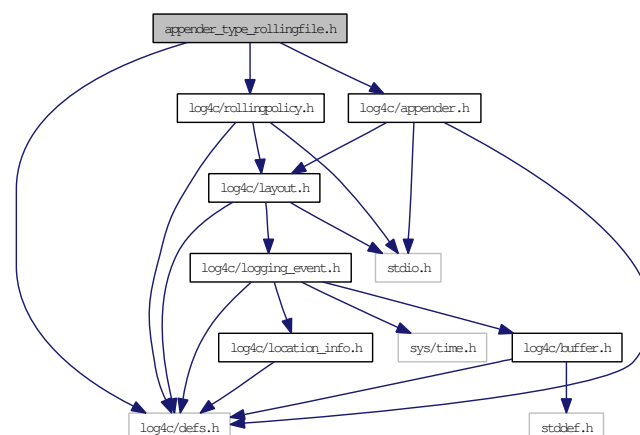 appender_type_rollingfile.h
log4c/rollingpolicy.h
log4c/appender.h
log4c/layout.h
log4c/logging_event.h
stdio.h
log4c/location_info.h
sys/time.h
log4c/buffer.h
log4c/defs.h
stddef.h